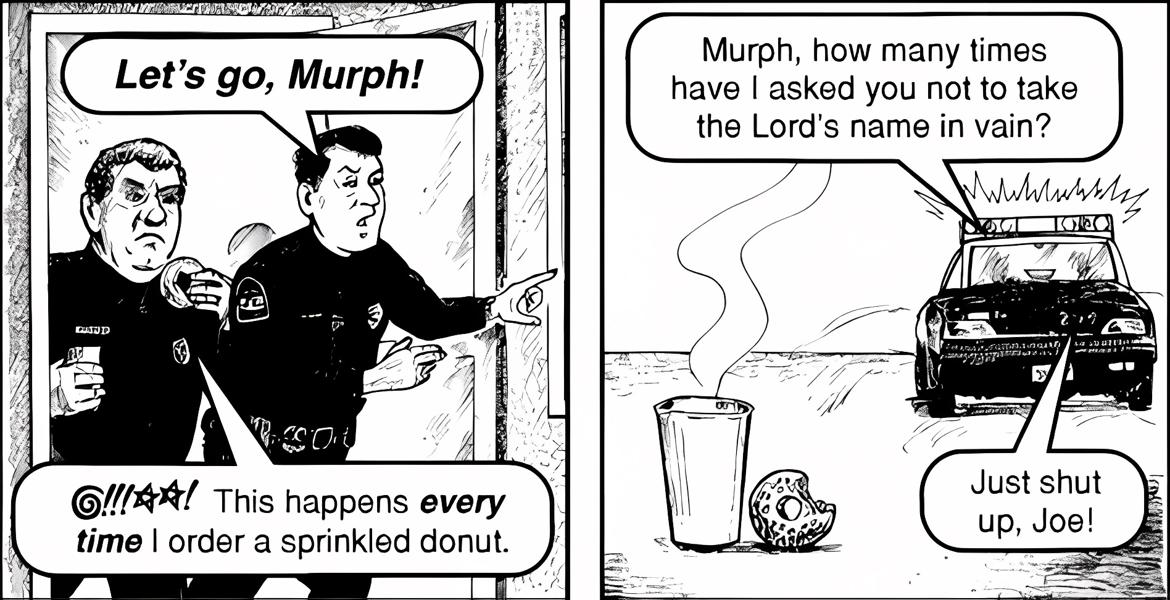 Let's go, Murph!
@!!!☆☆! This happens every
time I order a sprinkled donut.
Murph, how many times
have I asked you not to take
the Lord's name in vain?
Just shut
up, Joe!